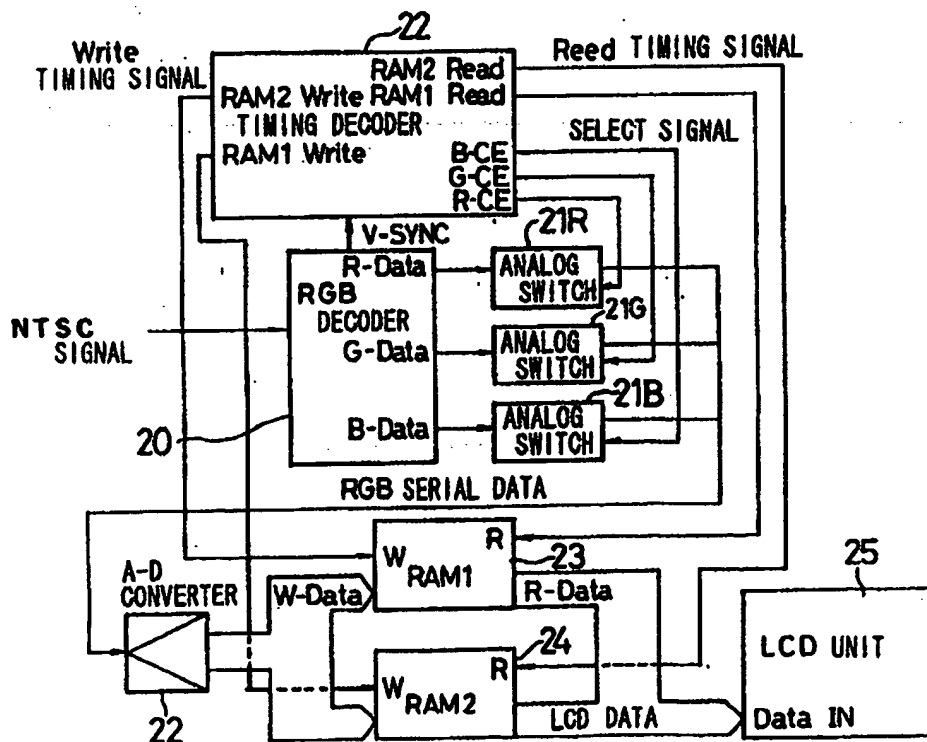 22
Write
TIMING SIGNAL
Reed TIMING SIGNAL
RAM2 Read
RAM2 Write RAM1 Read
TIMING DECODER
RAM1 Write
SELECT SIGNAL
B-CE
G-CE
R-CE
V-SYNC
21R
R-Data
ANALOG
SWITCH
RGB
DECODER
21G
NTSC
SIGNAL
G-Data
ANALOG
SWITCH
21B
20
B-Data
ANALOG
SWITCH
RGB SERIAL DATA
W
R
RAM1
23
25
A-D
CONVERTER
W-Data
R-Data
24
LCD UNIT
W
R
RAM2
22
LCD DATA
Data IN